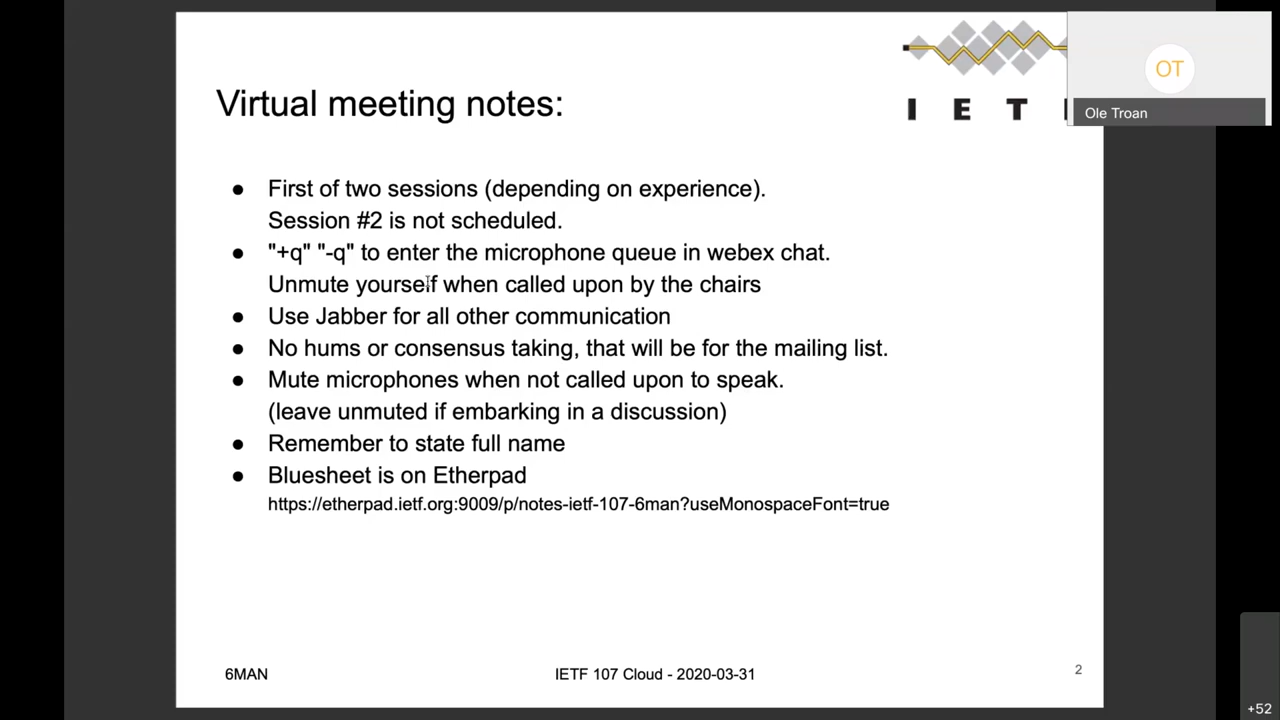 OT
Ole Troan
I E T
Virtual meeting notes:
● First of two sessions (depending on experience).
Session #2 is not scheduled.
● "+q" "-q" to enter the microphone queue in webex chat.
Unmute yourself when called upon by the chairs
● Use Jabber for all other communication
● No hums or consensus taking, that will be for the mailing list.
● Mute microphones when not called upon to speak.
(leave unmuted if embarking in a discussion)
● Remember to state full name
● Bluesheet is on Etherpad
https://etherpad.ietf.org:9009/p/notes-ietf-107-6man?useMonospaceFont=true
6MAN
IETF 107 Cloud - 2020-03-31
2
+52